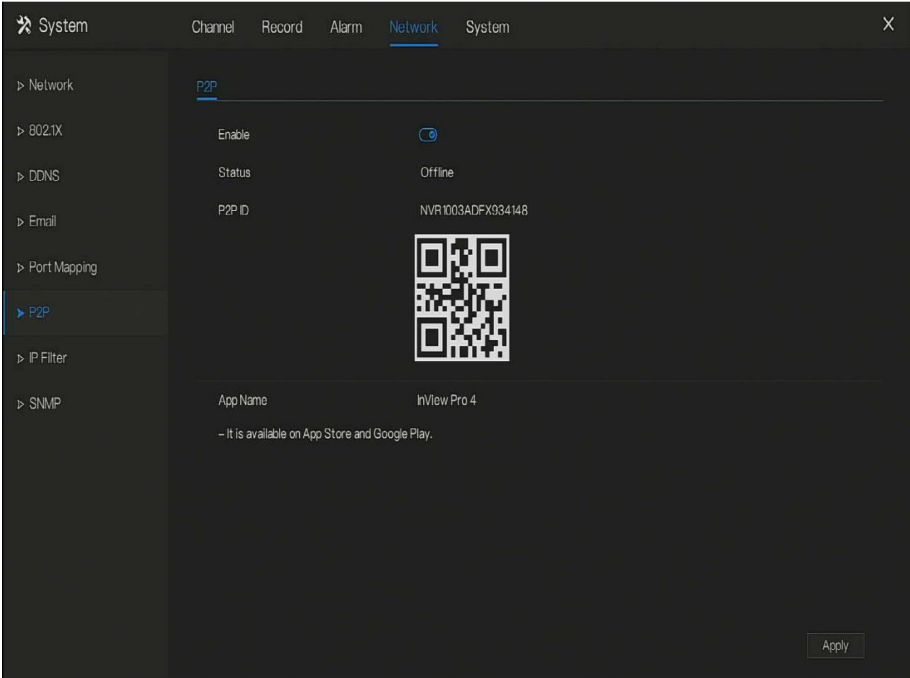 System
Channel Record Alarm Network System X
Network
802.1X
DDNS
Email
Port Mapping
P2P
IP Filter
SNMP
P2P
Enable
Status Offline
P2P ID NVR1003ADFX934148
App Name InView Pro 4
– It is available on App Store and Google Play.
Apply